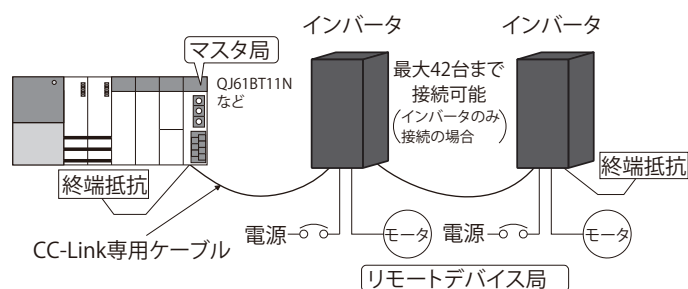 インバータ
インバータ
マスタ局
QJ61BT11N
など
最大42台まで
接続可能
(インバータのみ
接続の場合)
終端抵抗
終端抵抗
CC-Link専用ケーブル
電源
モータ
電源
モータ
リモートデバイス局